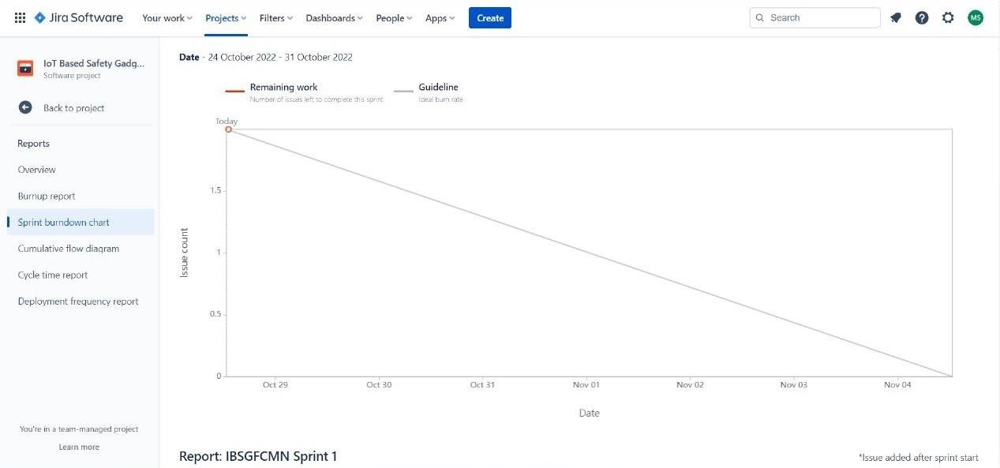 Jira Software Your work Projects Filters Dashboards People Apps Create Search MS
IoT Based Safety Gadg...
Software project
Back to project
Reports
Overview
Burnup report
Sprint burndown chart
Cumulative flow diagram
Cycle time report
Deployment frequency report
You're in a team-managed project
Learn more
Date - 24 October 2022 - 31 October 2022
Remaining work
Number of issues left to complete this sprint
Guideline
Ideal burn rate
Today
1.5
1
0.5
0
Issue count
Oct 29 Oct 30 Oct 31 Nov 01 Nov 02 Nov 03 Nov 04
Date
Report: IBSGFCMN Sprint 1
*Issue added after sprint start